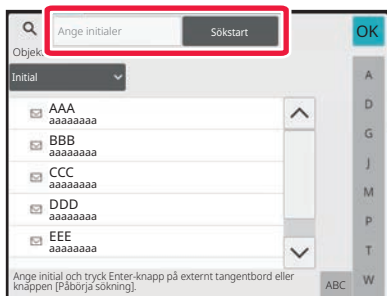 Ange initialer Sökstart OK
Objek
Initial
AAA
aaaaaaaa
BBB
aaaaaaaa
CCC
aaaaaaaa
DDD
aaaaaaaa
EEE
aaaaaaaa
A
D
G
J
M
P
T
W
Ange initial och tryck Enter-knapp på externt tangentbord eller
knappen [Påbörja sökning].
ABC